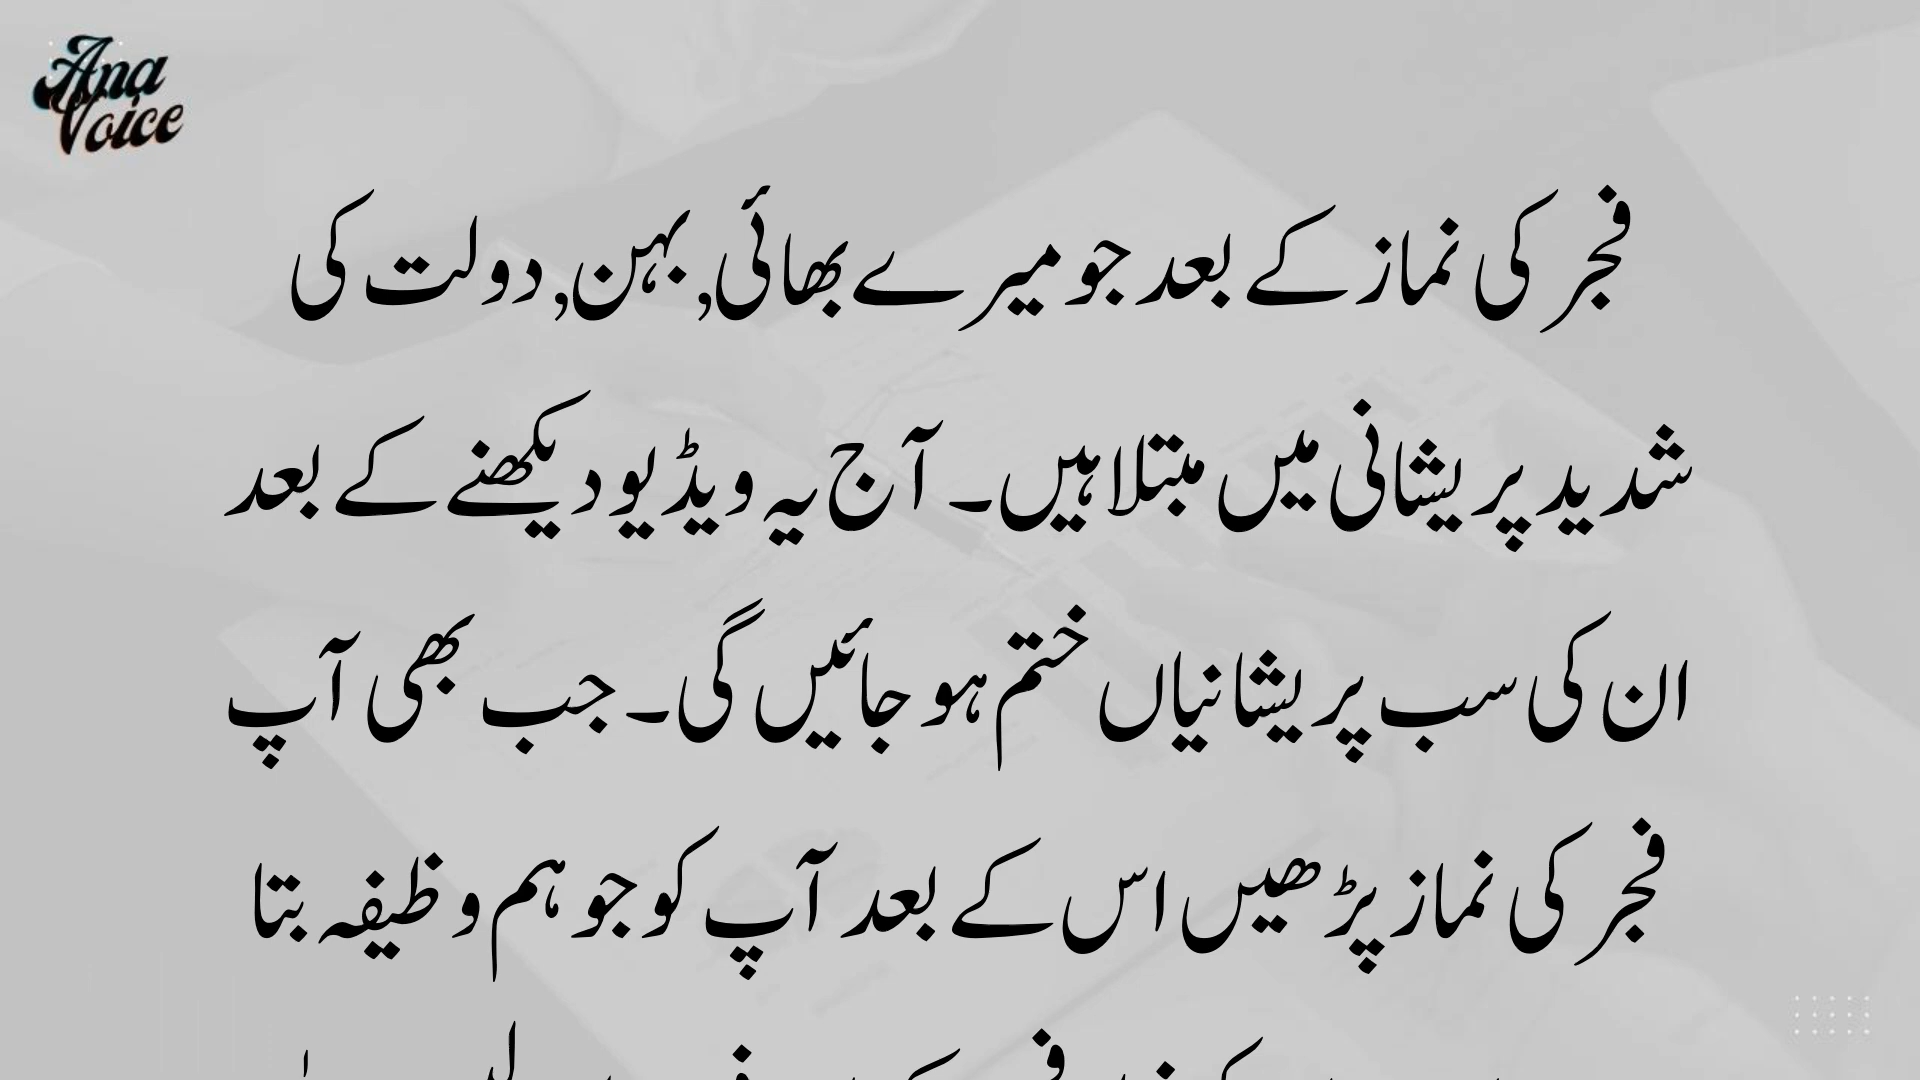 Ana
Voice
فجر کی نماز کے بعد جو میرے بھائی, بہن, دولت کی
شدید پریشانی میں مبتلا ہیں۔ آج یہ ویڈیو دیکھنے کے بعد
ان کی سب پریشانیاں ختم ہو جائیں گی۔ جب بھی آپ
فجر کی نماز پڑھیں اس کے بعد آپ کو جو ہم وظیفہ بتا